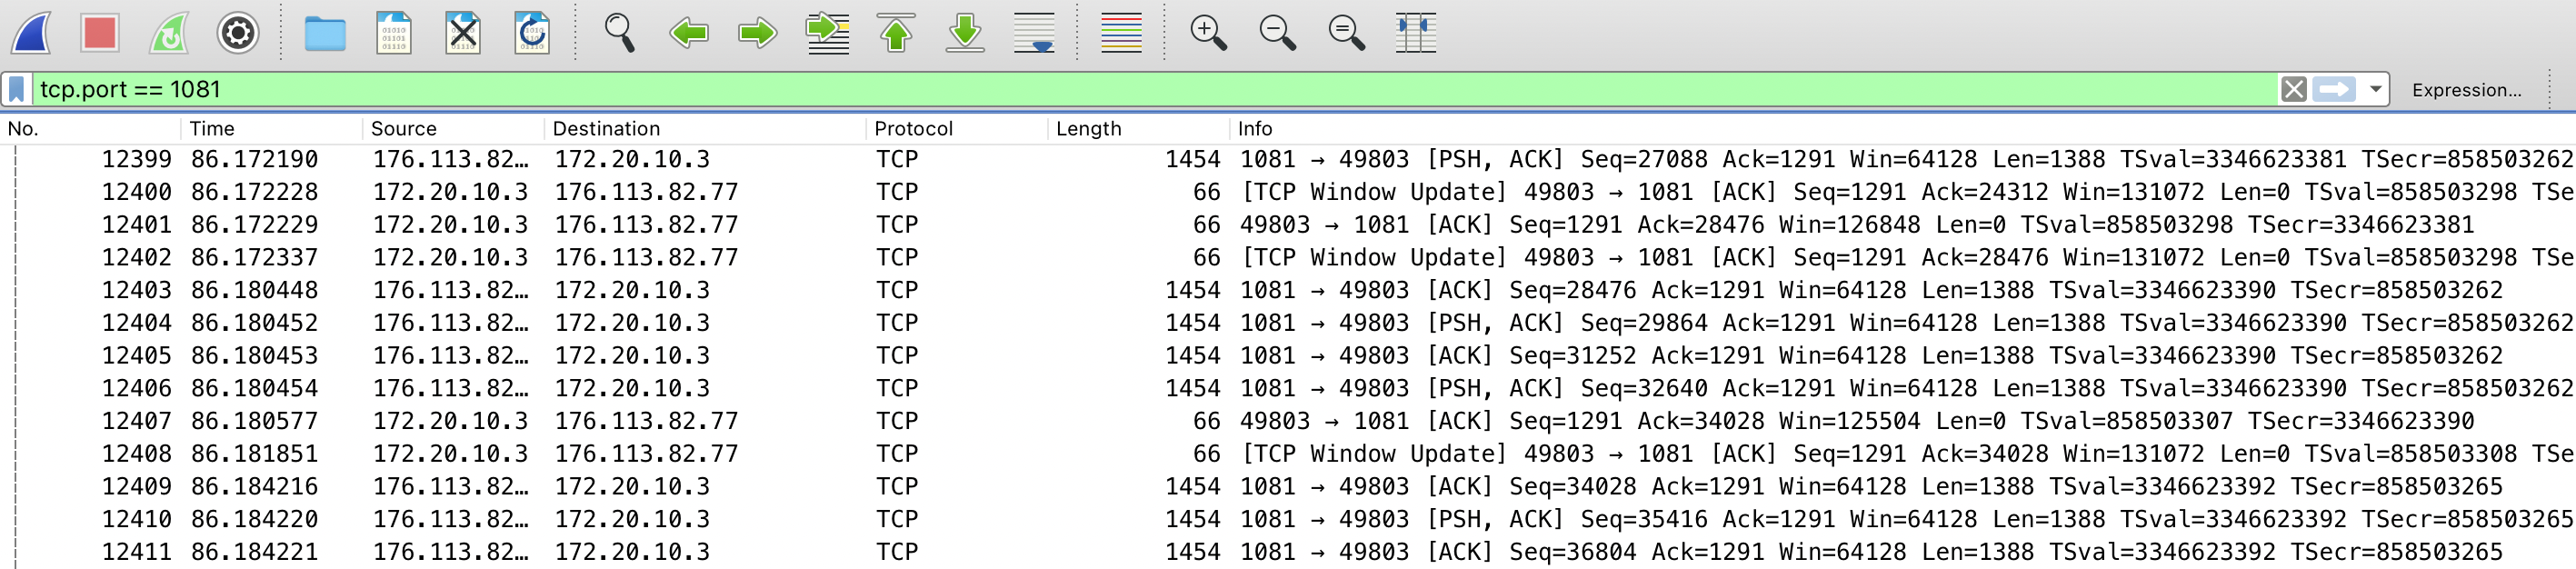 tcp.port == 1081 Expression...
No. Time Source Destination Protocol Length Info
12399 86.172190 176.113.82... 172.20.10.3 TCP 1454 1081 → 49803 [PSH, ACK] Seq=27088 Ack=1291 Win=64128 Len=1388 TSval=3346623381 TSecr=858503262
12400 86.172228 172.20.10.3 176.113.82.77 TCP 66 [TCP Window Update] 49803 → 1081 [ACK] Seq=1291 Ack=24312 Win=131072 Len=0 TSval=858503298 TSe
12401 86.172229 172.20.10.3 176.113.82.77 TCP 66 49803 → 1081 [ACK] Seq=1291 Ack=28476 Win=126848 Len=0 TSval=858503298 TSecr=3346623381
12402 86.172337 172.20.10.3 176.113.82.77 TCP 66 [TCP Window Update] 49803 → 1081 [ACK] Seq=1291 Ack=28476 Win=131072 Len=0 TSval=858503298 TSe
12403 86.180448 176.113.82... 172.20.10.3 TCP 1454 1081 → 49803 [ACK] Seq=28476 Ack=1291 Win=64128 Len=1388 TSval=3346623390 TSecr=858503262
12404 86.180452 176.113.82... 172.20.10.3 TCP 1454 1081 → 49803 [PSH, ACK] Seq=29864 Ack=1291 Win=64128 Len=1388 TSval=3346623390 TSecr=858503262
12405 86.180453 176.113.82... 172.20.10.3 TCP 1454 1081 → 49803 [ACK] Seq=31252 Ack=1291 Win=64128 Len=1388 TSval=3346623390 TSecr=858503262
12406 86.180454 176.113.82... 172.20.10.3 TCP 1454 1081 → 49803 [PSH, ACK] Seq=32640 Ack=1291 Win=64128 Len=1388 TSval=3346623390 TSecr=858503262
12407 86.180577 172.20.10.3 176.113.82.77 TCP 66 49803 → 1081 [ACK] Seq=1291 Ack=34028 Win=125504 Len=0 TSval=858503307 TSecr=3346623390
12408 86.181851 172.20.10.3 176.113.82.77 TCP 66 [TCP Window Update] 49803 → 1081 [ACK] Seq=1291 Ack=34028 Win=131072 Len=0 TSval=858503308 TSe
12409 86.184216 176.113.82... 172.20.10.3 TCP 1454 1081 → 49803 [ACK] Seq=34028 Ack=1291 Win=64128 Len=1388 TSval=3346623392 TSecr=858503265
12410 86.184220 176.113.82... 172.20.10.3 TCP 1454 1081 → 49803 [PSH, ACK] Seq=35416 Ack=1291 Win=64128 Len=1388 TSval=3346623392 TSecr=858503265
12411 86.184221 176.113.82... 172.20.10.3 TCP 1454 1081 → 49803 [ACK] Seq=36804 Ack=1291 Win=64128 Len=1388 TSval=3346623392 TSecr=858503265